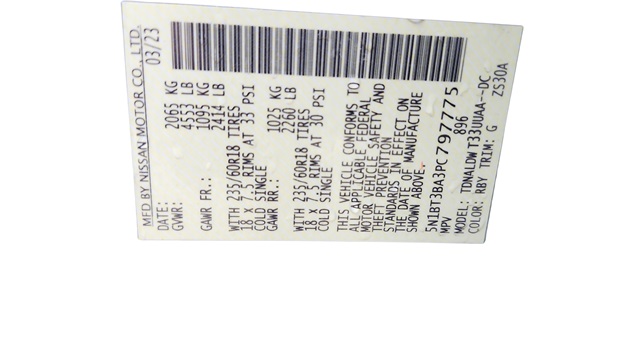 MFD BY NISSAN MOTOR CO., LTD.
DATE: 03/23
GVWR: 2065 KG
4553 LB
GAWR FR.: 1095 KG
2414 LB
WITH 235/60R18 TIRES
18 X 7.5 RIMS AT 33 PSI
COLD SINGLE
GAWR RR.: 1025 KG
2260 LB
WITH 235/60R18 TIRES
18 X 7.5 RIMS AT 30 PSI
COLD SINGLE
THIS VEHICLE CONFORMS TO
ALL APPLICABLE FEDERAL
MOTOR VEHICLE SAFETY AND
THEFT PREVENTION
STANDARDS IN EFFECT ON
THE DATE OF MANUFACTURE
SHOWN ABOVE.
5N1BT3BA3PC797775
MPV 896
MODEL: TDNALDWT33UUAA--DC
COLOR: RBY TRIM: G ZS30A